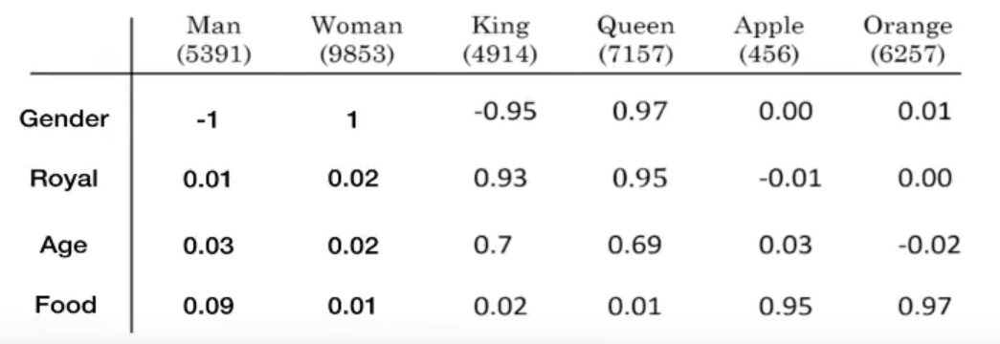 Man Woman King Queen Apple Orange
(5391) (9853) (4914) (7157) (456) (6257)
Gender -1 1 -0.95 0.97 0.00 0.01
Royal 0.01 0.02 0.93 0.95 -0.01 0.00
Age 0.03 0.02 0.7 0.69 0.03 -0.02
Food 0.09 0.01 0.02 0.01 0.95 0.97